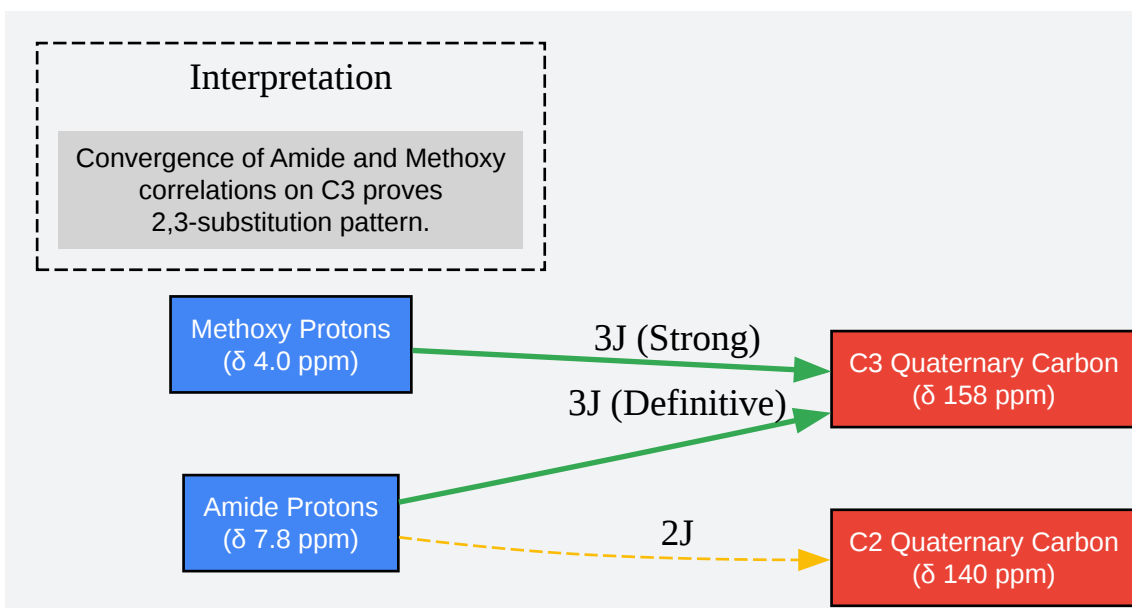 Interpretation
Convergence of Amide and Methoxy
correlations on C3 proves
2,3-substitution pattern.
Methoxy Protons
(δ 4.0 ppm)
3J (Strong)
C3 Quaternary Carbon
(δ 158 ppm)
3J (Definitive)
Amide Protons
(δ 7.8 ppm)
2J
C2 Quaternary Carbon
(δ 140 ppm)